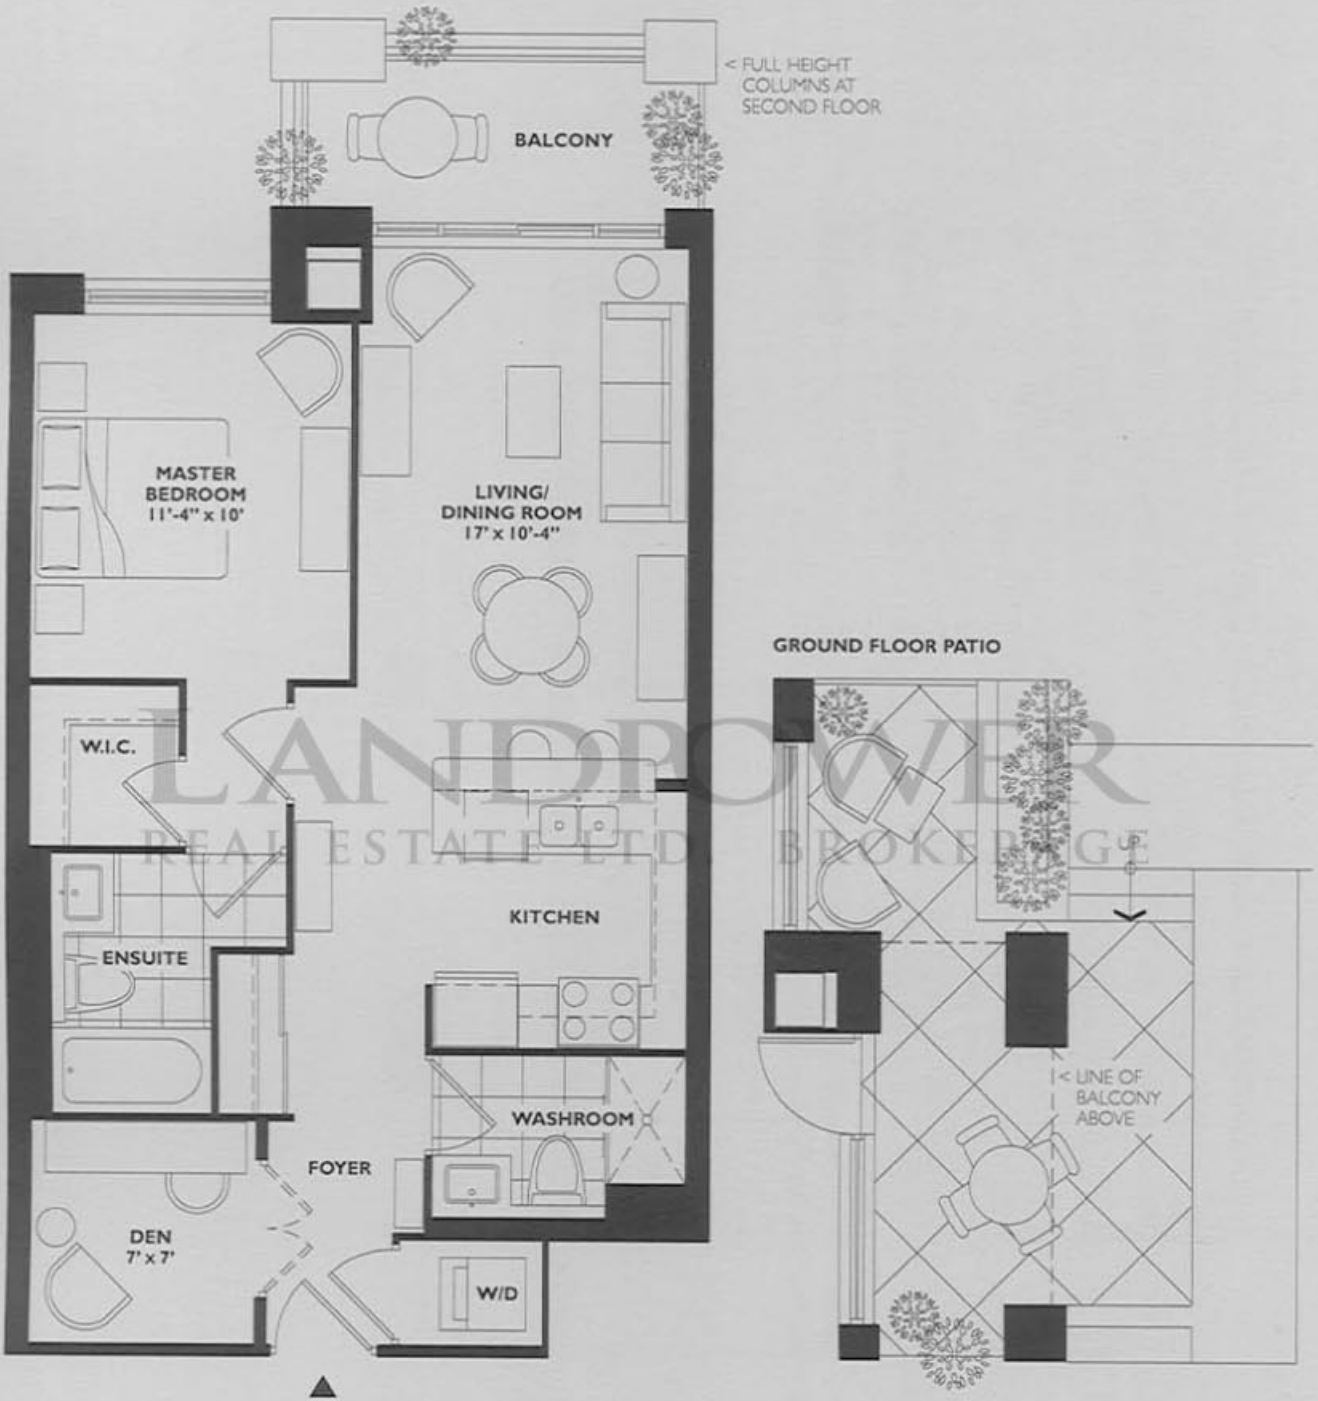 < FULL HEIGHT
COLUMNS AT
SECOND FLOOR
BALCONY
MASTER
BEDROOM
11'-4" x 10'
LIVING/
DINING ROOM
17' x 10'-4"
GROUND FLOOR PATIO
W.I.C.
LANDPOWER
REAL ESTATE LTD. BROKERAGE
UP
KITCHEN
ENSUITE
< LINE OF
BALCONY
ABOVE
WASHROOM
FOYER
DEN
7' x 7'
W/D